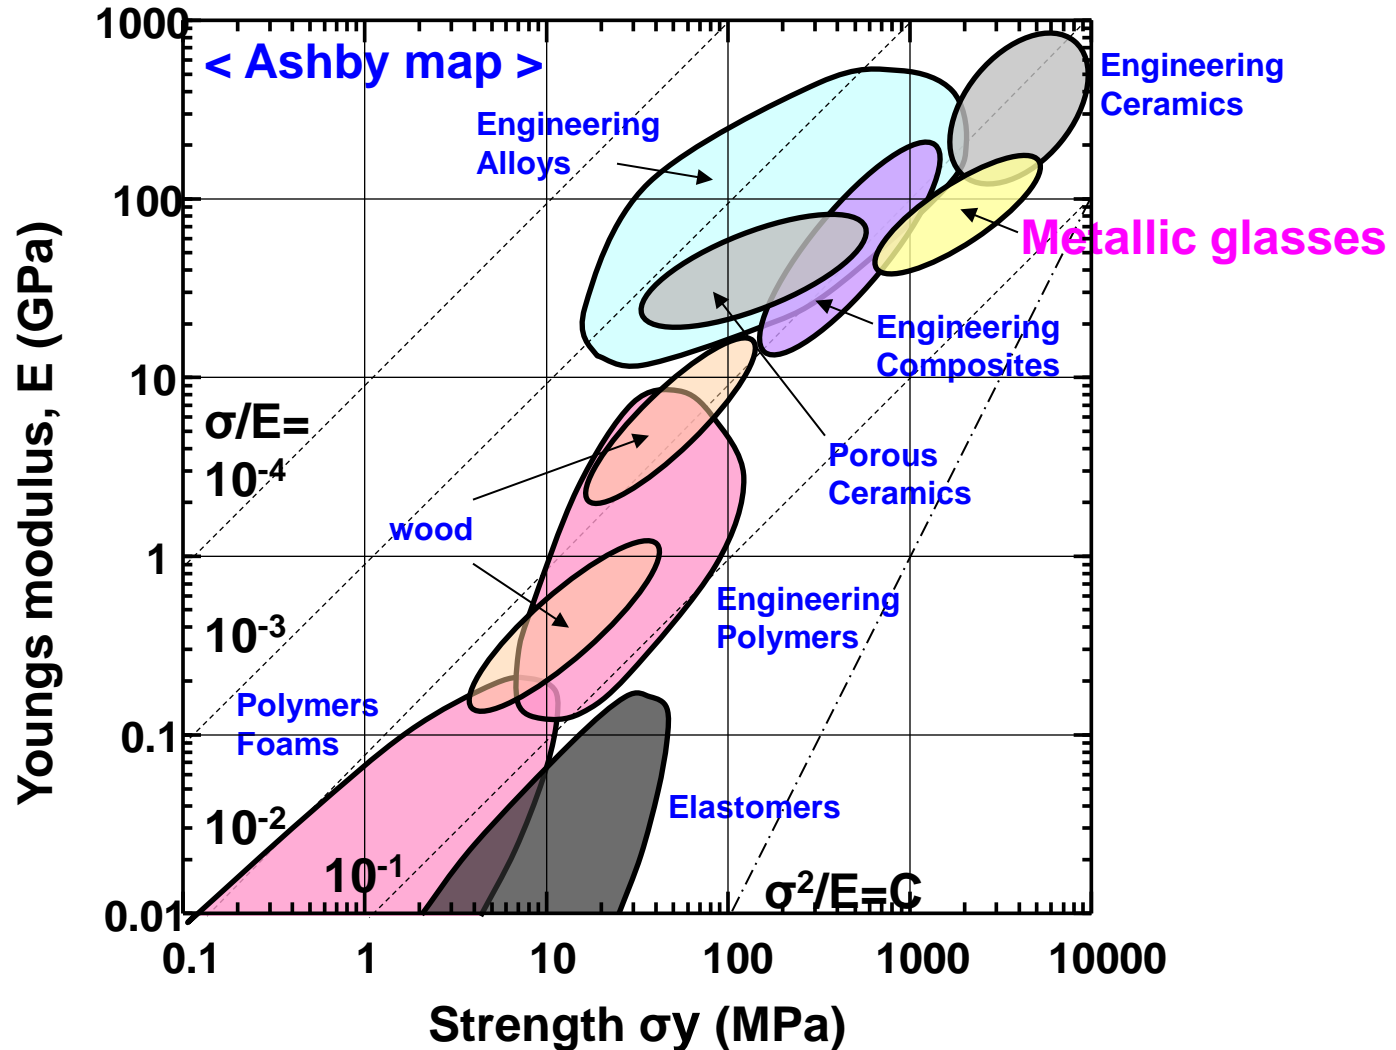 1000
< Ashby map >
Engineering
Ceramics
Engineering
Alloys
100
Metallic glasses
Youngs modulus, E (GPa)
Engineering
Composites
10
σ/E=
10-4
Porous
Ceramics
wood
1
Engineering
Polymers
10-3
Polymers
Foams
0.1
Elastomers
10-2
10-1
σ2/E=C
0.01
0.1
1
10
100
1000
10000
Strength σy (MPa)